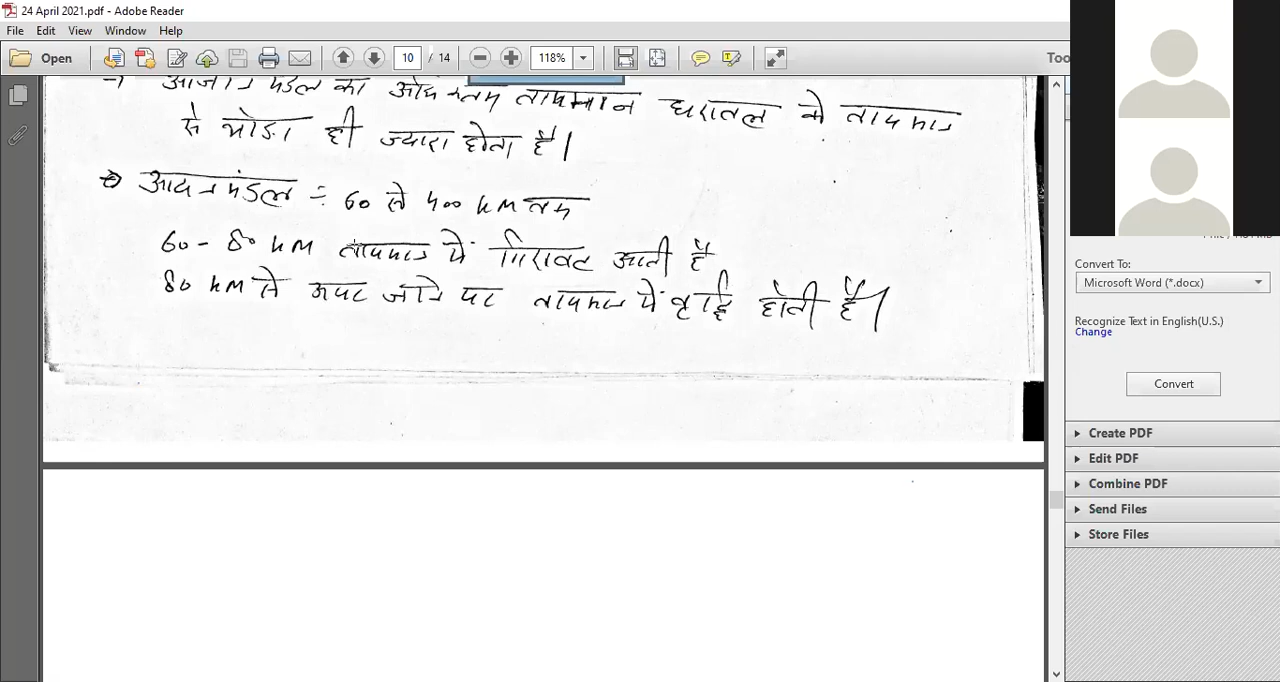 24 April 2021.pdf - Adobe Reader
File Edit View Window Help
Open 10 / 14 118% Too
→ ओजोन मंडल का अधिकतम तापमान धरातल के तापमान
से थोडा ही ज्यादा होता है।
आयन मंडल ÷ 60 से 400 km तक
60 - 80 km तापमान मे गिरावट आती है
80 km से ऊपर जाने पर तापमान मे वृद्धि होती है।
Convert To:
Microsoft Word (*.docx)
Recognize Text in English(U.S.)
Change
Convert
Create PDF
Edit PDF
Combine PDF
Send Files
Store Files